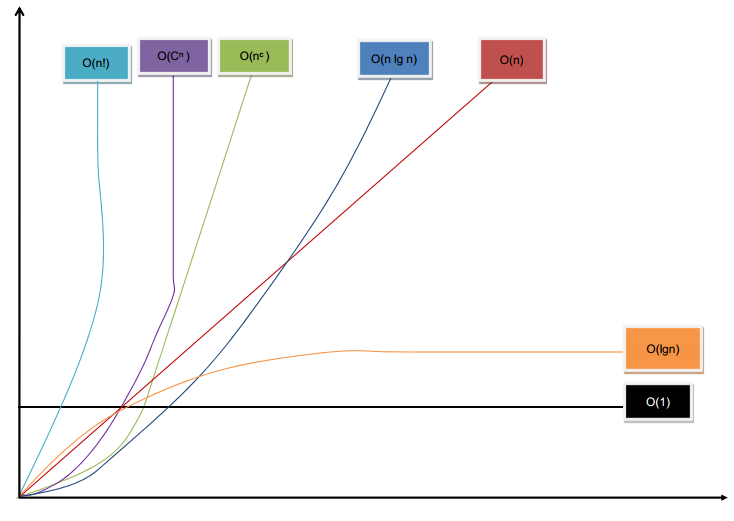 O(n!)
O(Cⁿ )
O(nᶜ )
O(n lg n)
O(n)
O(lgn)
O(1)